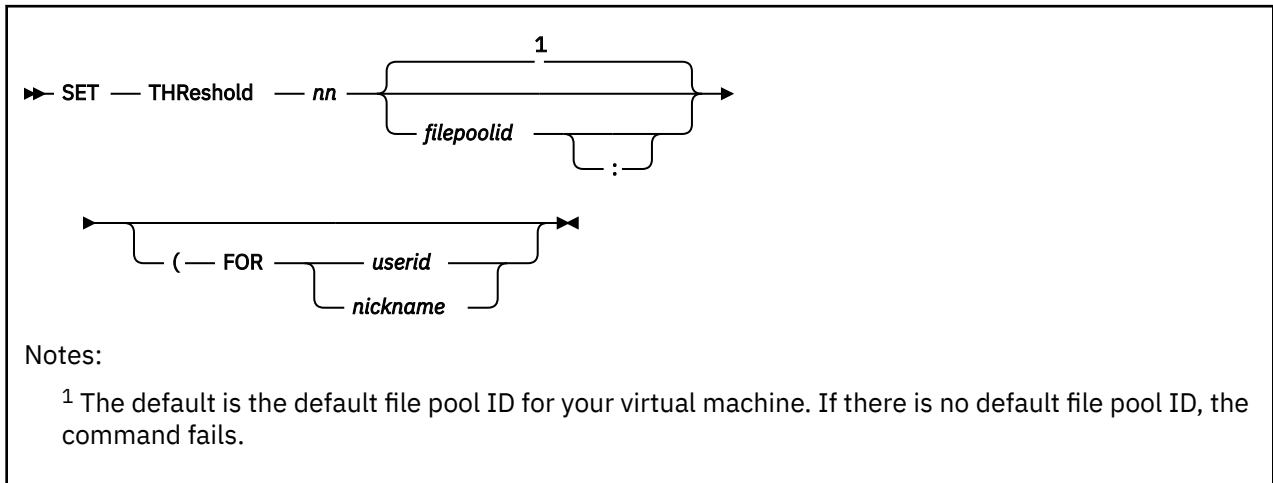 1
SET THReshold nn
filepoolid
:
( FOR userid
nickname
Notes:
1 The default is the default file pool ID for your virtual machine. If there is no default file pool ID, the
command fails.